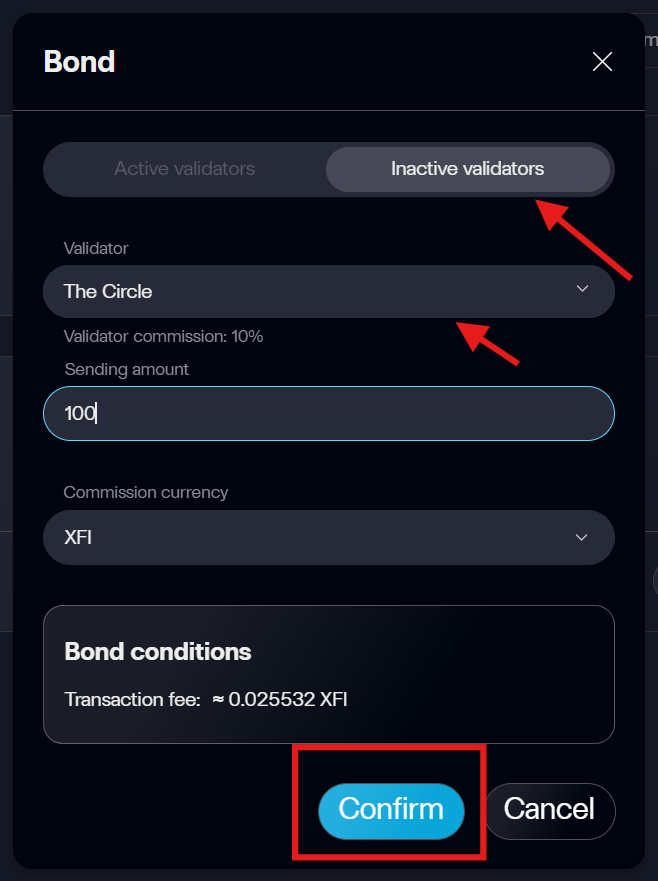 Bond
Active validators
Inactive validators
Validator
The Circle
Validator commission: 10%
Sending amount
100
Commission currency
XFI
Bond conditions
Transaction fee: ≈ 0.025532 XFI
Confirm
Cancel